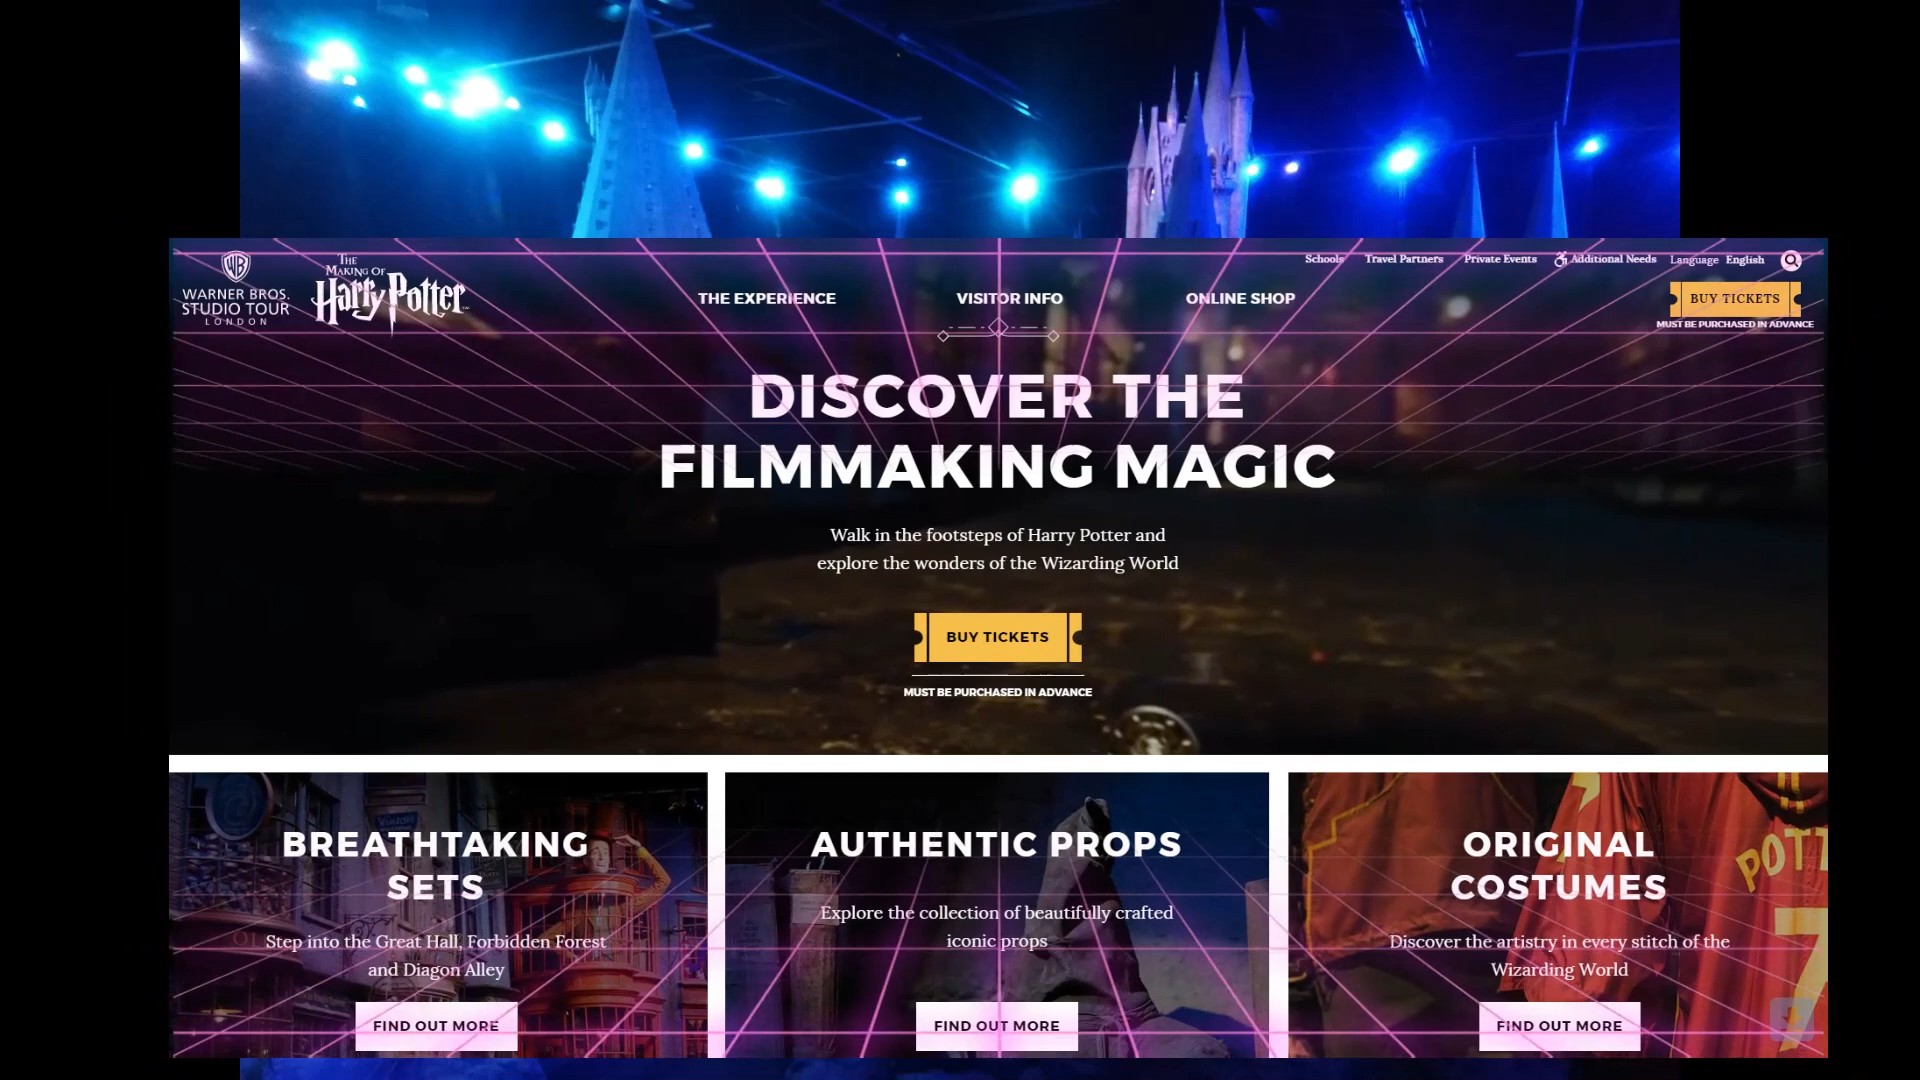 Schools Travel Partners Private Events Additional Needs Language English
WB
WARNER BROS.
STUDIO TOUR
LONDON
THE
MAKING OF
Harry Potter
THE EXPERIENCE
VISITOR INFO
ONLINE SHOP
BUY TICKETS
MUST BE PURCHASED IN ADVANCE
DISCOVER THE
FILMMAKING MAGIC
Walk in the footsteps of Harry Potter and
explore the wonders of the Wizarding World
BUY TICKETS
MUST BE PURCHASED IN ADVANCE
BREATHTAKING
SETS
Step into the Great Hall, Forbidden Forest
and Diagon Alley
FIND OUT MORE
AUTHENTIC PROPS
Explore the collection of beautifully crafted
iconic props
FIND OUT MORE
ORIGINAL
COSTUMES
Discover the artistry in every stitch of the
Wizarding World
FIND OUT MORE
POTT
7